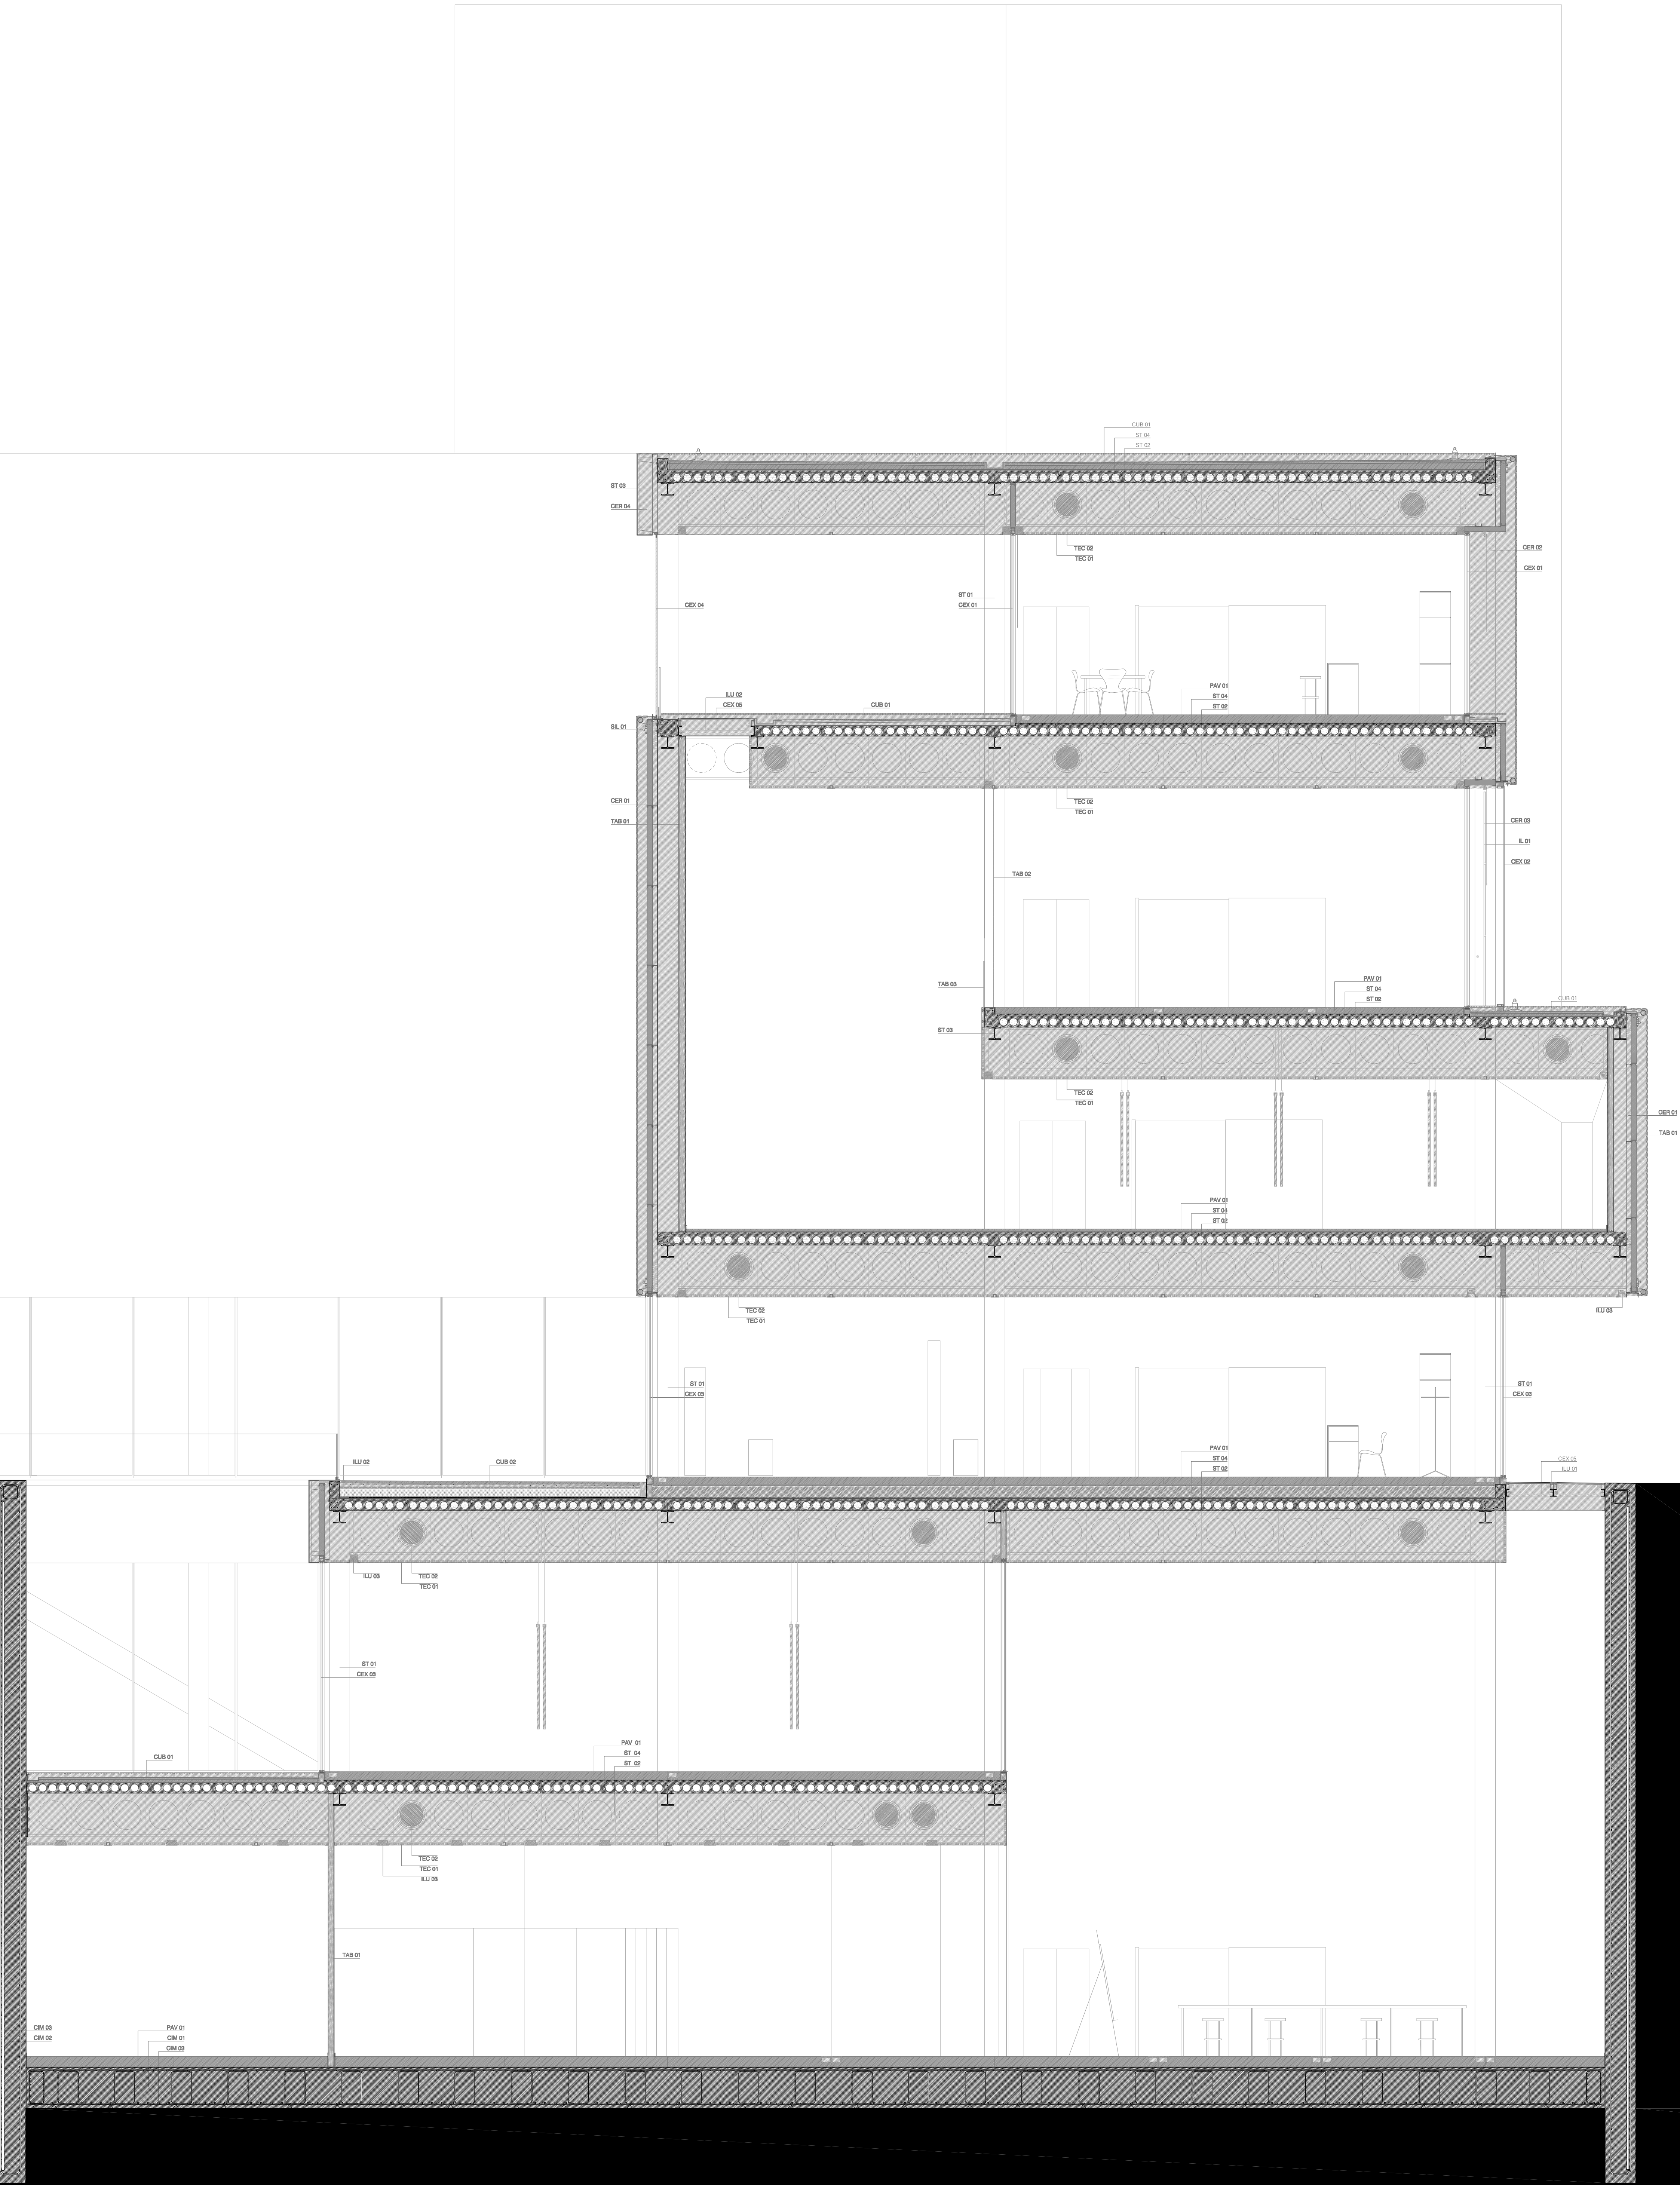 CUB 01
ST 04
ST 02
ST 03
CER 04
TEC 02
TEC 01
CER 02
CEX 01
ST 01
CEX 01
CEX 04
PAV 01
ST 04
ST 02
ILU 02
CEX 05
CUB 01
SIL 01
CER 01
TAB 01
TEC 02
TEC 01
CER 03
IL 01
CEX 02
TAB 02
TAB 03
PAV 01
ST 04
ST 02
CUB 01
ST 03
TEC 02
TEC 01
CER 01
TAB 01
PAV 01
ST 04
ST 02
TEC 02
TEC 01
ILU 03
ST 01
CEX 03
ST 01
CEX 03
PAV 01
ST 04
ST 02
ILU 02
CUB 02
CEX 05
ILU 01
ILU 03
TEC 02
TEC 01
ST 01
CEX 03
PAV 01
ST 04
ST 02
CUB 01
TEC 02
TEC 01
ILU 03
TAB 01
CIM 03
CIM 02
PAV 01
CIM 01
CIM 03